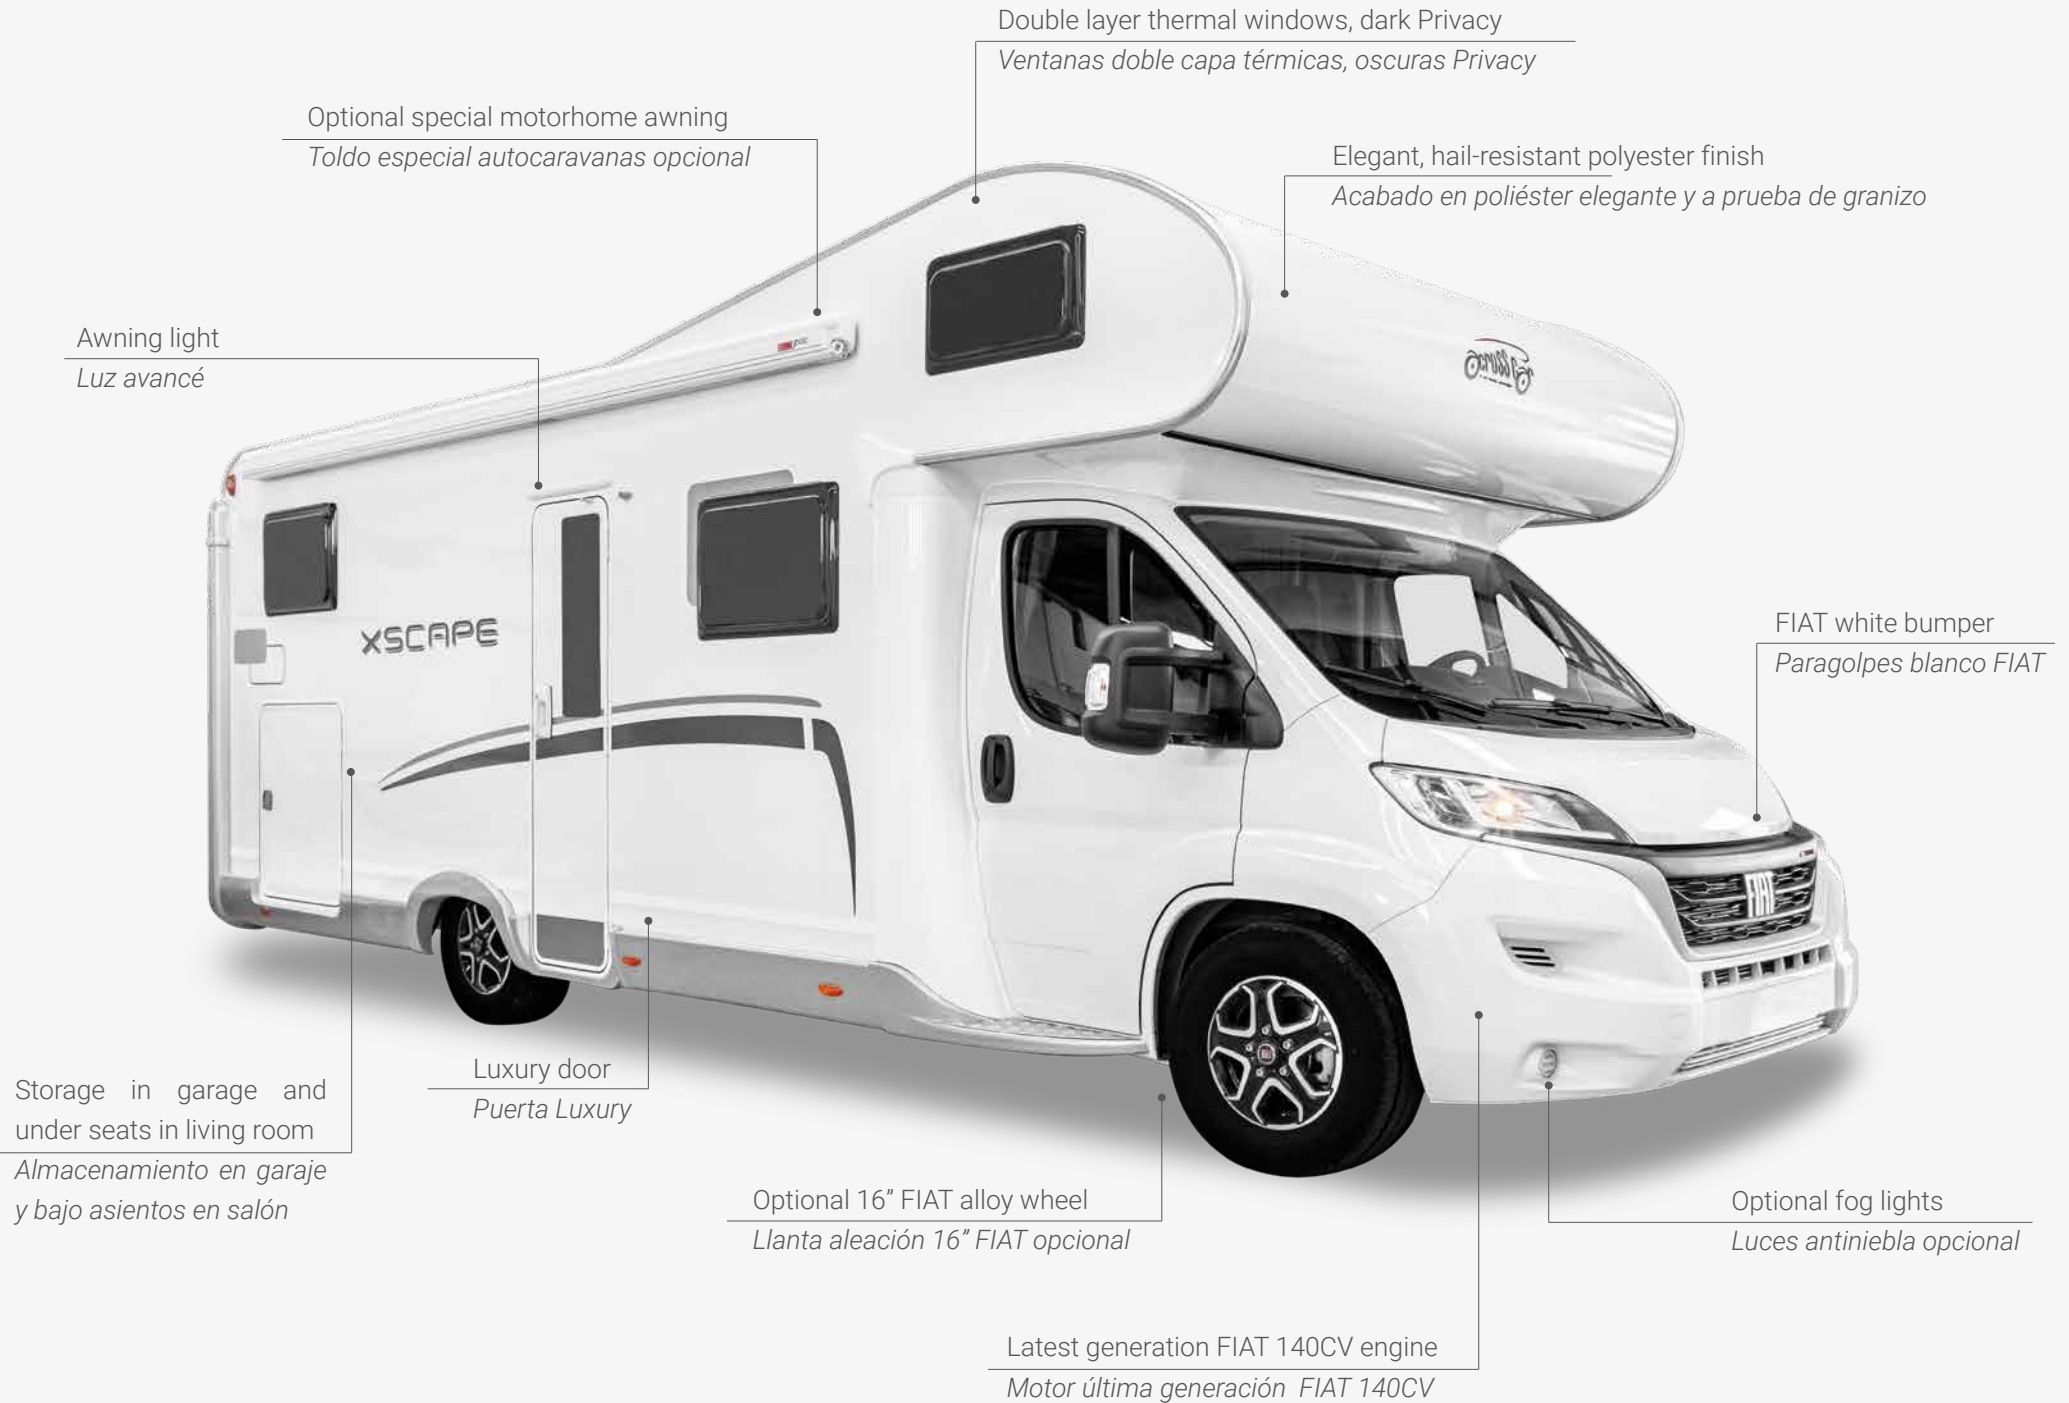 Double layer thermal windows, dark Privacy
Ventanas doble capa térmicas, oscuras Privacy
Optional special motorhome awning
Toldo especial autocaravanas opcional
Elegant, hail-resistant polyester finish
Acabado en poliéster elegante y a prueba de granizo
Awning light
Luz avancé
XSCAPE
FIAT white bumper
Paragolpes blanco FIAT
FIAT
Storage in garage and
under seats in living room
Almacenamiento en garaje
y bajo asientos en salón
Luxury door
Puerta Luxury
Optional 16” FIAT alloy wheel
Llanta aleación 16” FIAT opcional
Optional fog lights
Luces antiniebla opcional
Latest generation FIAT 140CV engine
Motor última generación FIAT 140CV